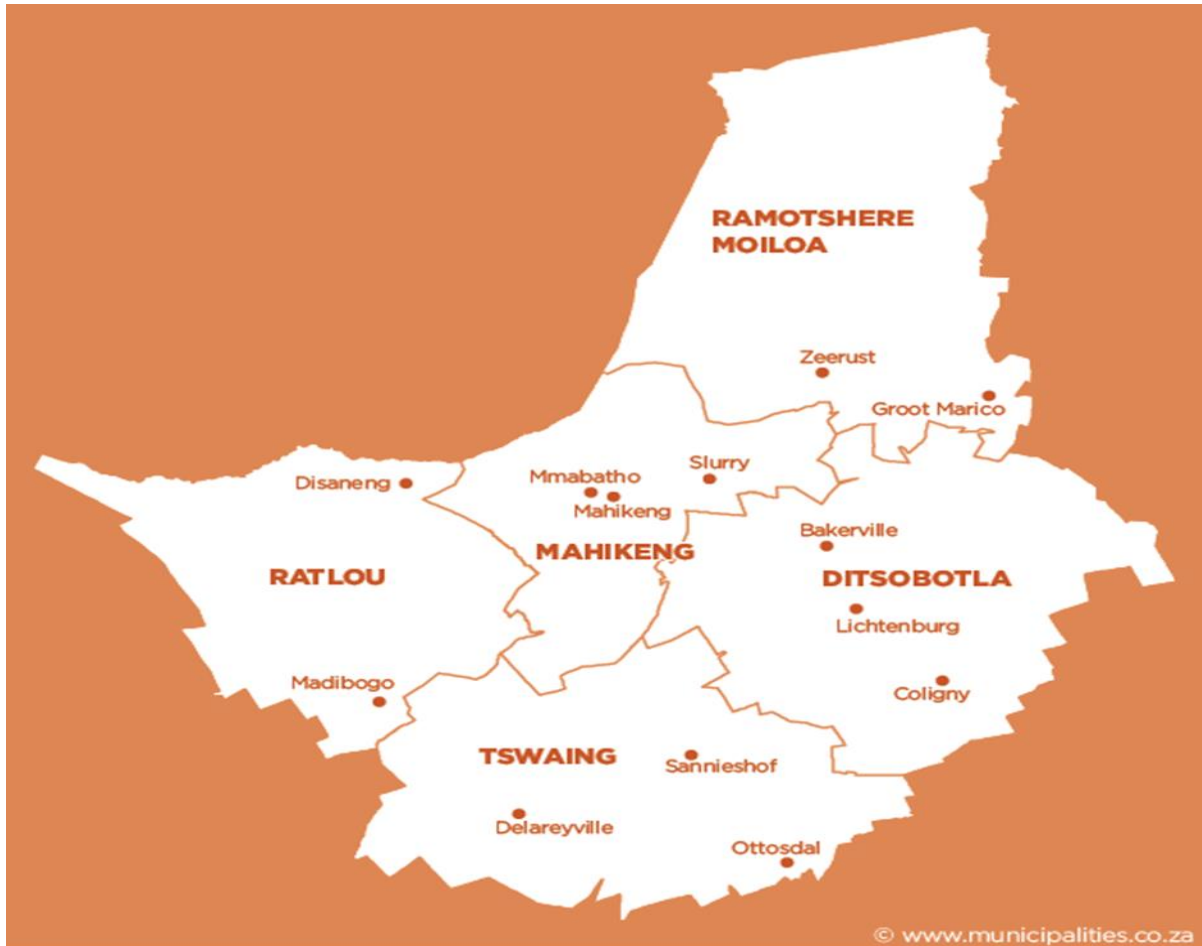 RAMOTSHERE
MOILOA
Zeerust
Groot Marico
Disaneng
Mmabatho
Slurry
Mahikeng
Bakerville
MAHIKENG
RATLOU
DITSOBOTLA
Lichtenburg
Madibogo
Coligny
TSWAING
Sannieshof
Delareyville
Ottosdal
© www.municipalities.co.za